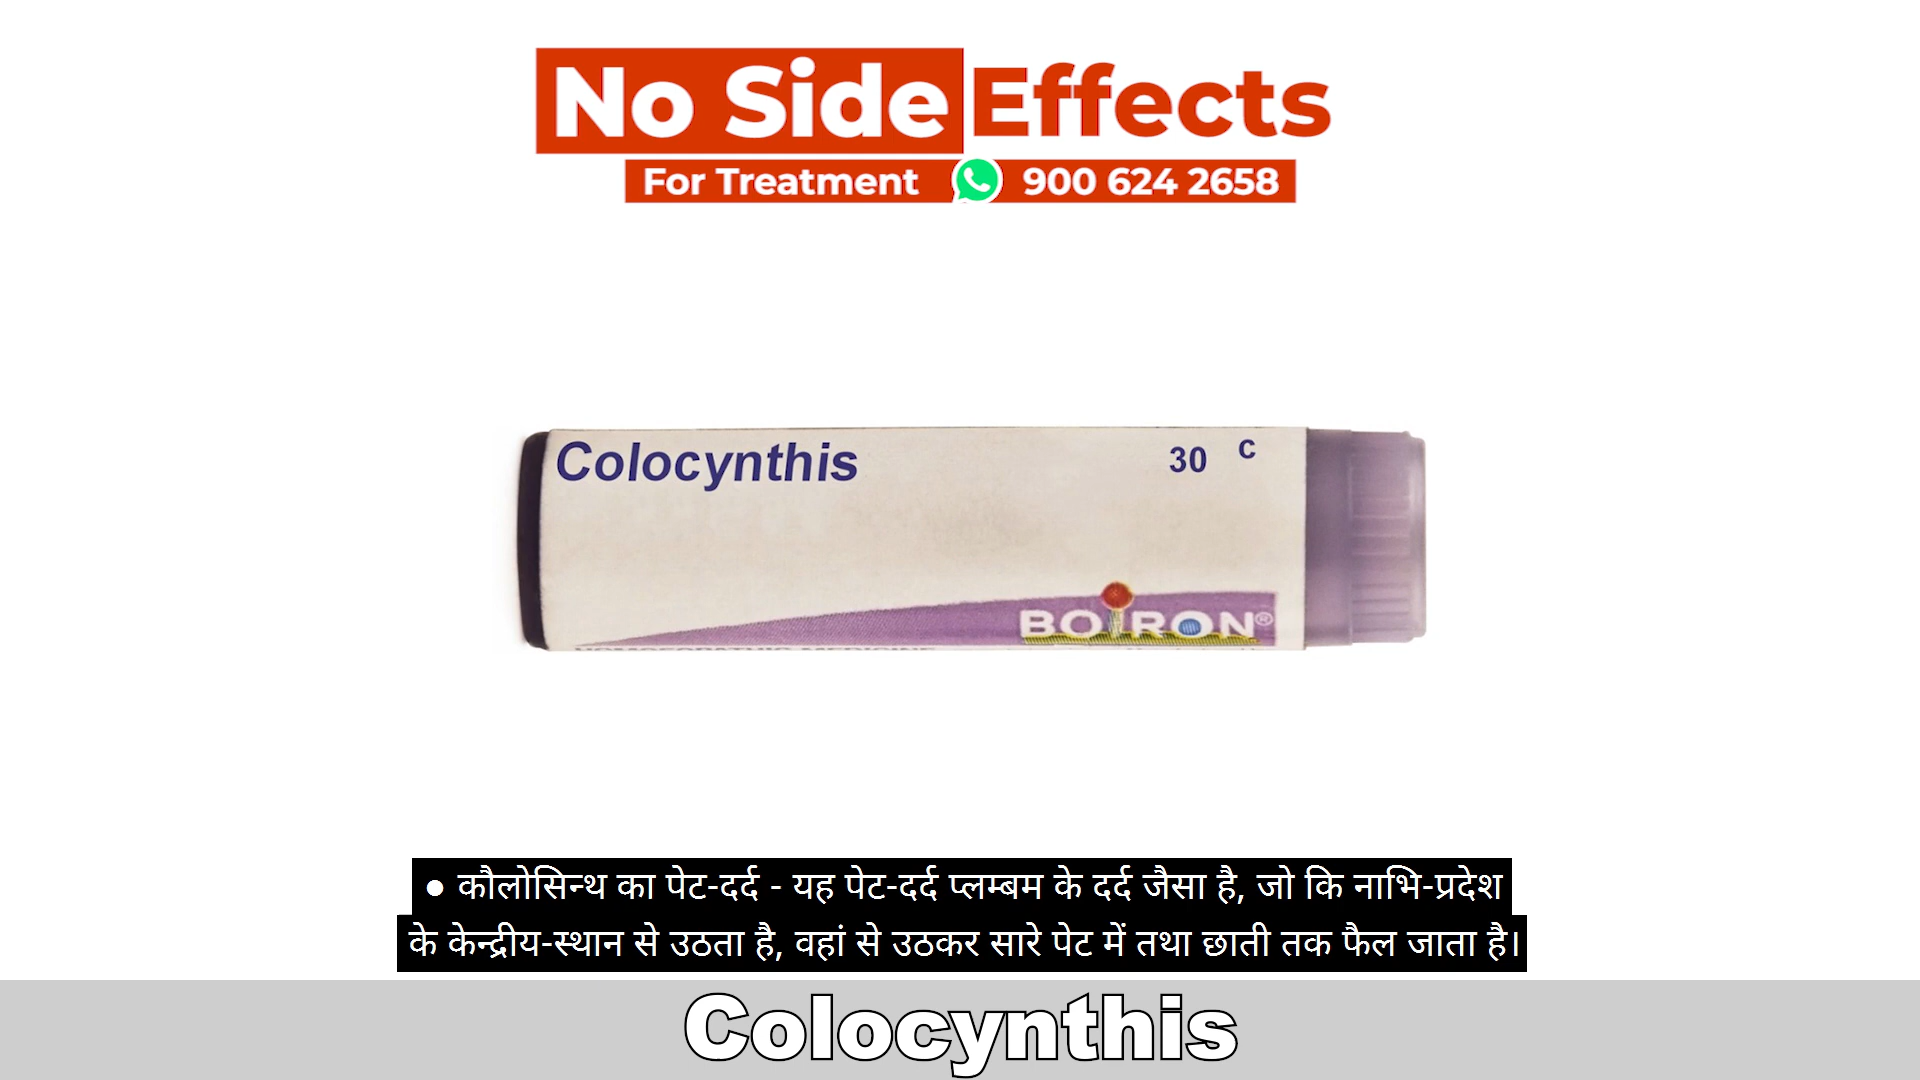 No Side Effects
For Treatment 900 624 2658
Colocynthis 30 c
BOIRON®
● कौलोसिन्थ का पेट-दर्द - यह पेट-दर्द प्लम्बम के दर्द जैसा है, जो कि नाभि-प्रदेश
के केन्द्रीय-स्थान से उठता है, वहां से उठकर सारे पेट में तथा छाती तक फैल जाता है।
Colocynthis